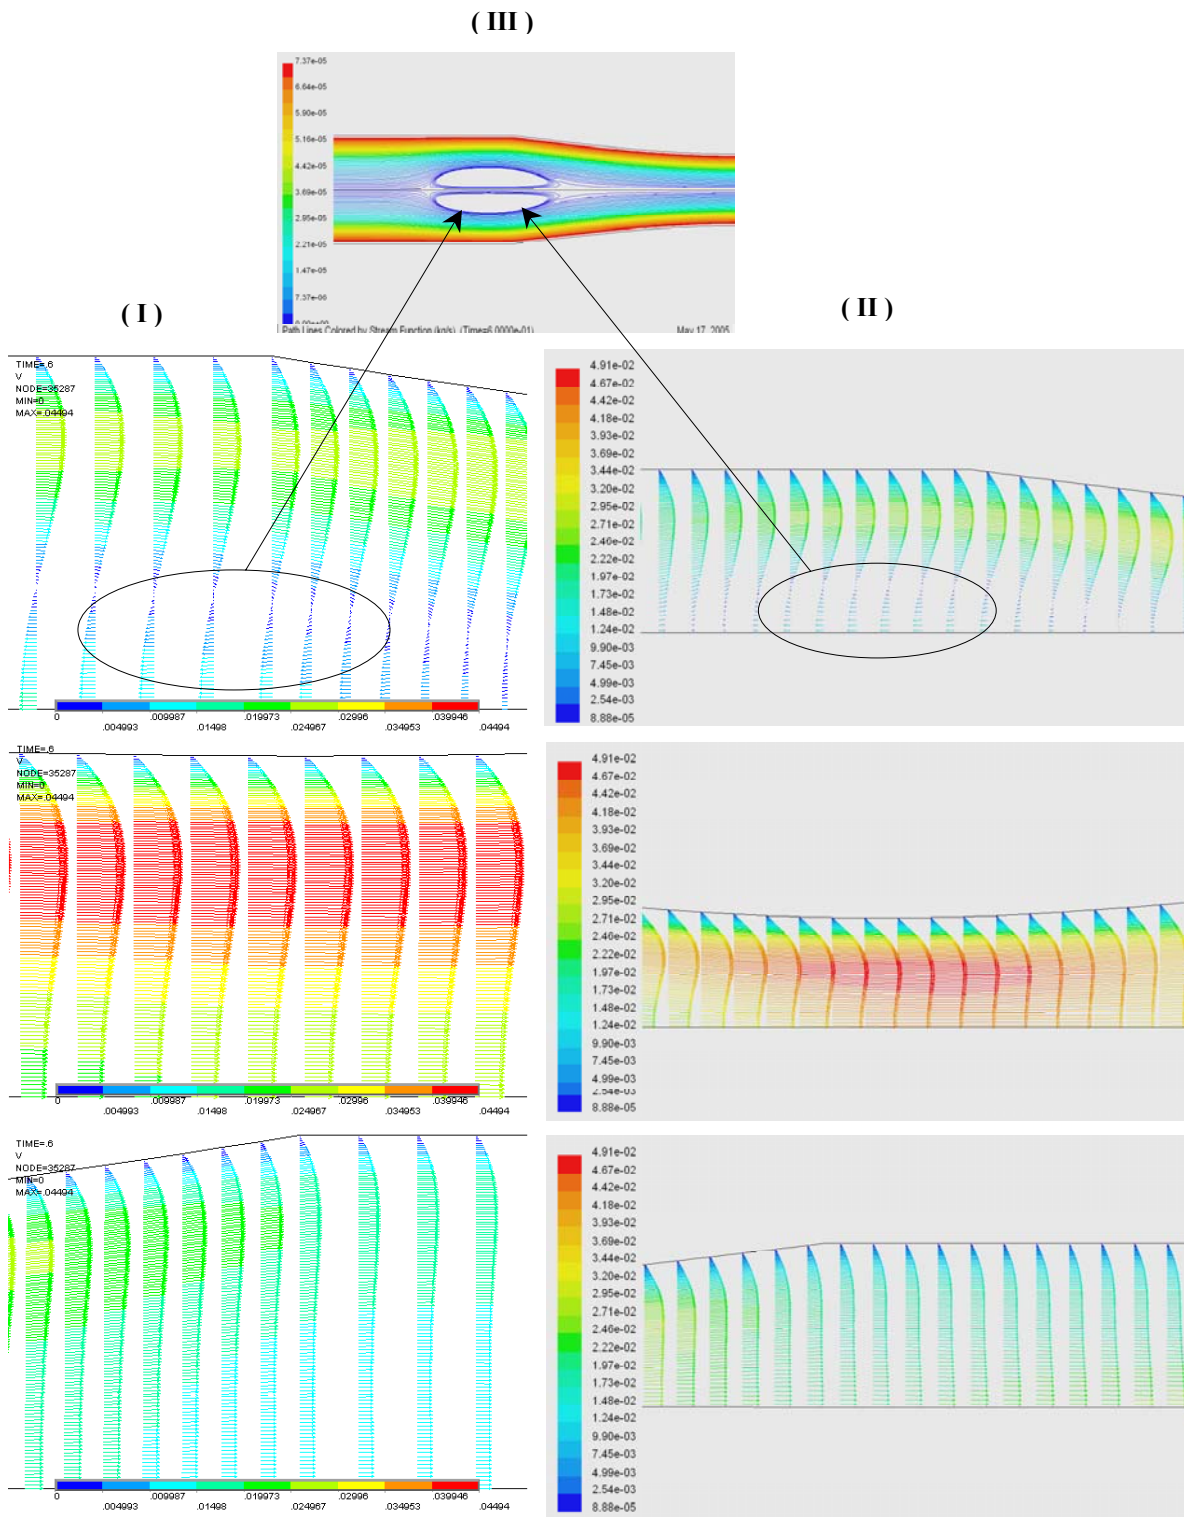 ( III )
7.37e-05
6.64e-05
5.90e-05
5.16e-05
4.42e-05
3.69e-05
2.95e-05
2.21e-05
1.47e-05
7.37e-06
0.00e+00
Path Lines Colored by Stream Function (kg/s) (Time=6.0000e-01)
May 17, 2005
( I )
( II )
TIME=.6
V
NODE=35287
MIN=0
MAX=.04494
0
.004993
.009987
.01498
.019973
.024967
.02996
.034953
.039946
.04494
4.91e-02
4.67e-02
4.42e-02
4.18e-02
3.93e-02
3.69e-02
3.44e-02
3.20e-02
2.95e-02
2.71e-02
2.46e-02
2.22e-02
1.97e-02
1.73e-02
1.48e-02
1.24e-02
9.90e-03
7.45e-03
4.99e-03
2.54e-03
8.88e-05
TIME=.6
V
NODE=35287
MIN=0
MAX=.04494
0
.004993
.009987
.01498
.019973
.024967
.02996
.034953
.039946
.04494
4.91e-02
4.67e-02
4.42e-02
4.18e-02
3.93e-02
3.69e-02
3.44e-02
3.20e-02
2.95e-02
2.71e-02
2.46e-02
2.22e-02
1.97e-02
1.73e-02
1.48e-02
1.24e-02
9.90e-03
7.45e-03
4.99e-03
2.54e-03
8.88e-05
TIME=.6
V
NODE=35287
MIN=0
MAX=.04494
0
.004993
.009987
.01498
.019973
.024967
.02996
.034953
.039946
.04494
4.91e-02
4.67e-02
4.42e-02
4.18e-02
3.93e-02
3.69e-02
3.44e-02
3.20e-02
2.95e-02
2.71e-02
2.46e-02
2.22e-02
1.97e-02
1.73e-02
1.48e-02
1.24e-02
9.90e-03
7.45e-03
4.99e-03
2.54e-03
8.88e-05